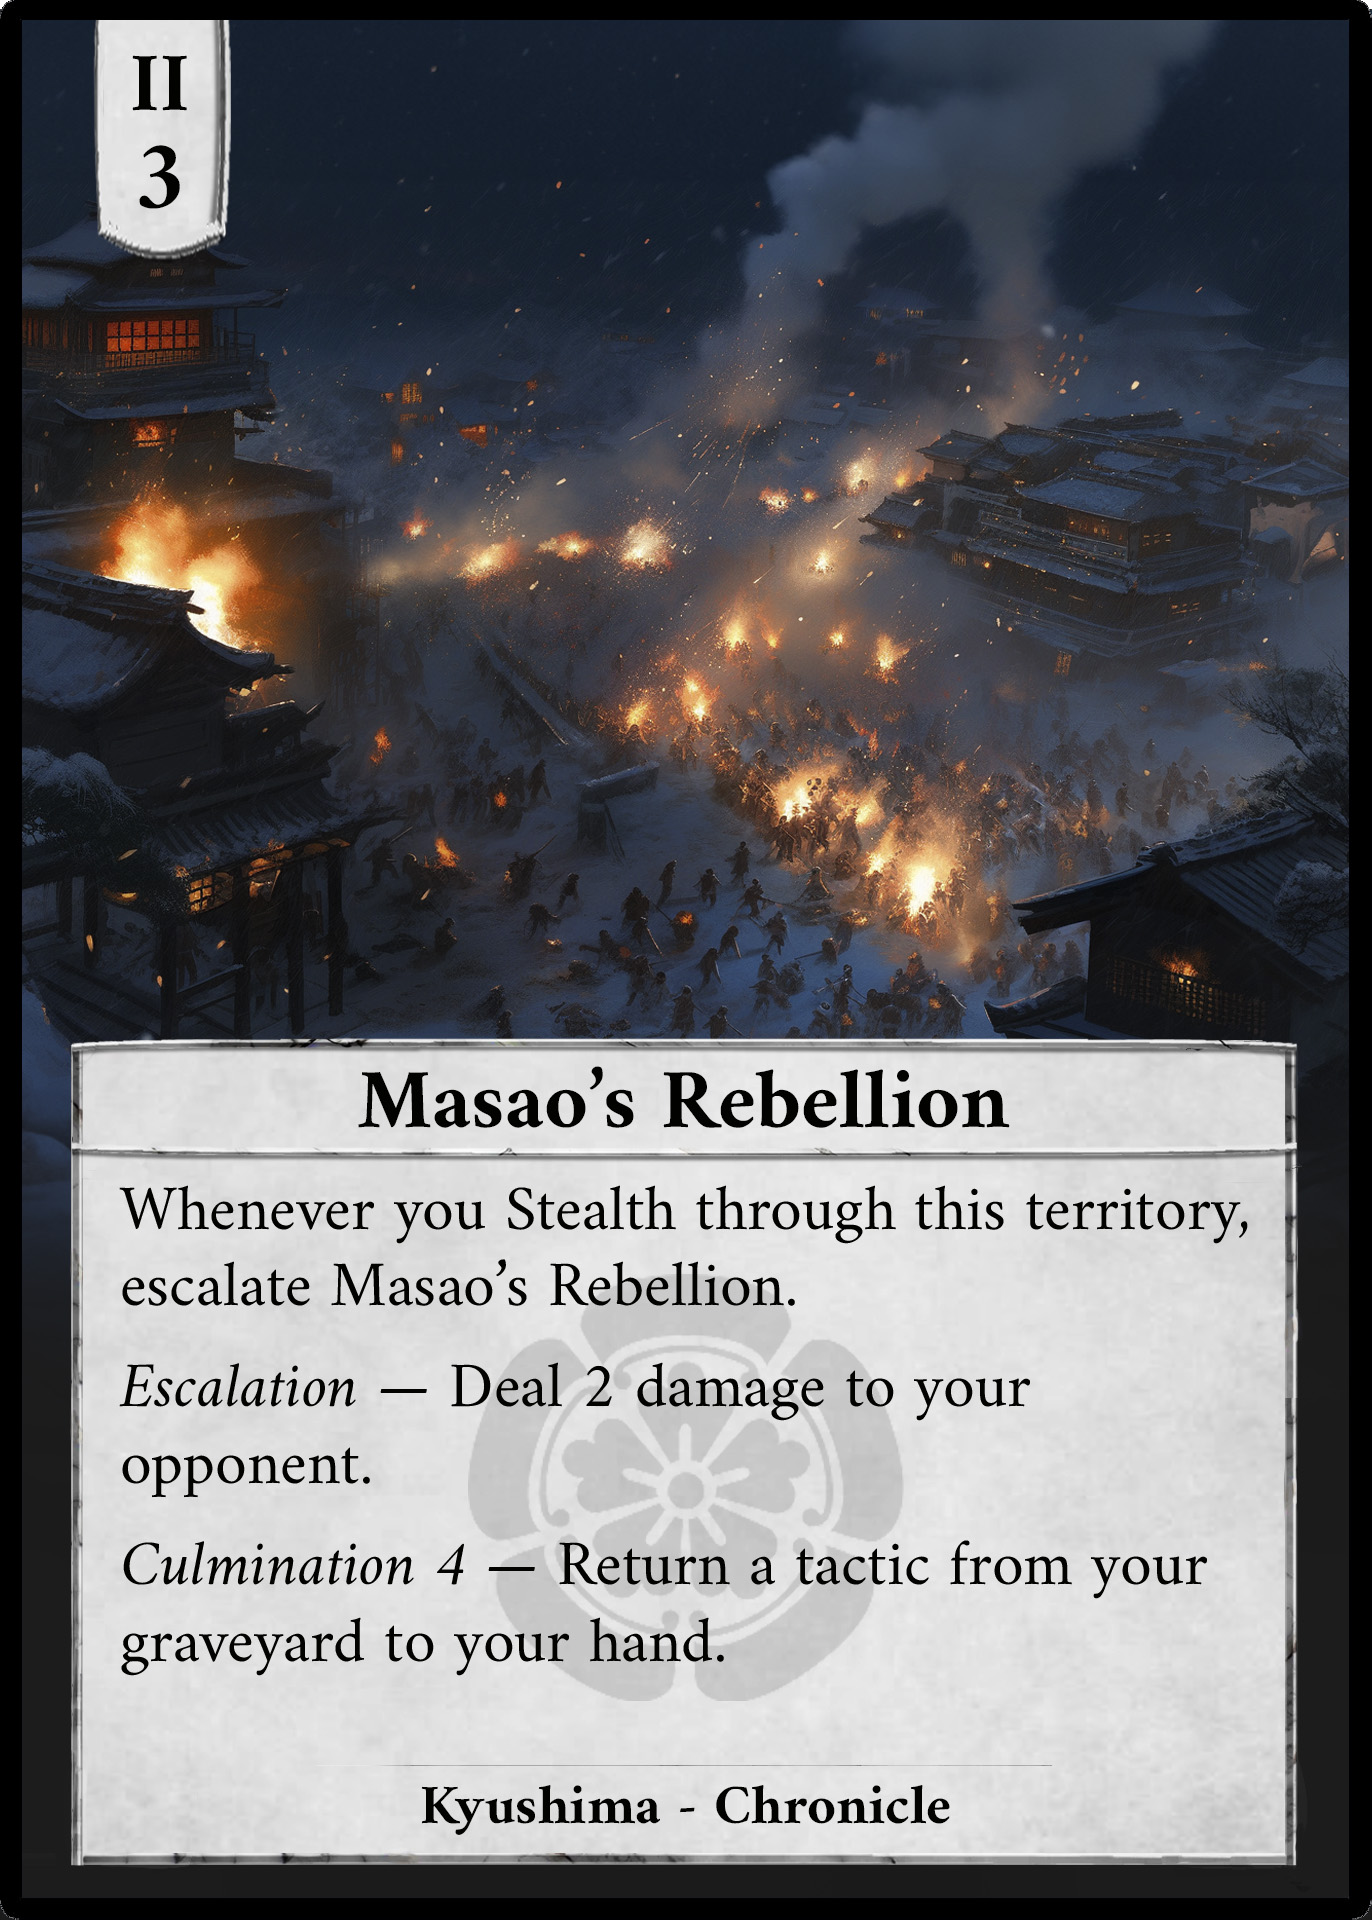 II
3
Masao’s Rebellion
Whenever you Stealth through this territory,
escalate Masao’s Rebellion.
Escalation — Deal 2 damage to your
opponent.
Culmination 4 — Return a tactic from your
graveyard to your hand.
Kyushima - Chronicle